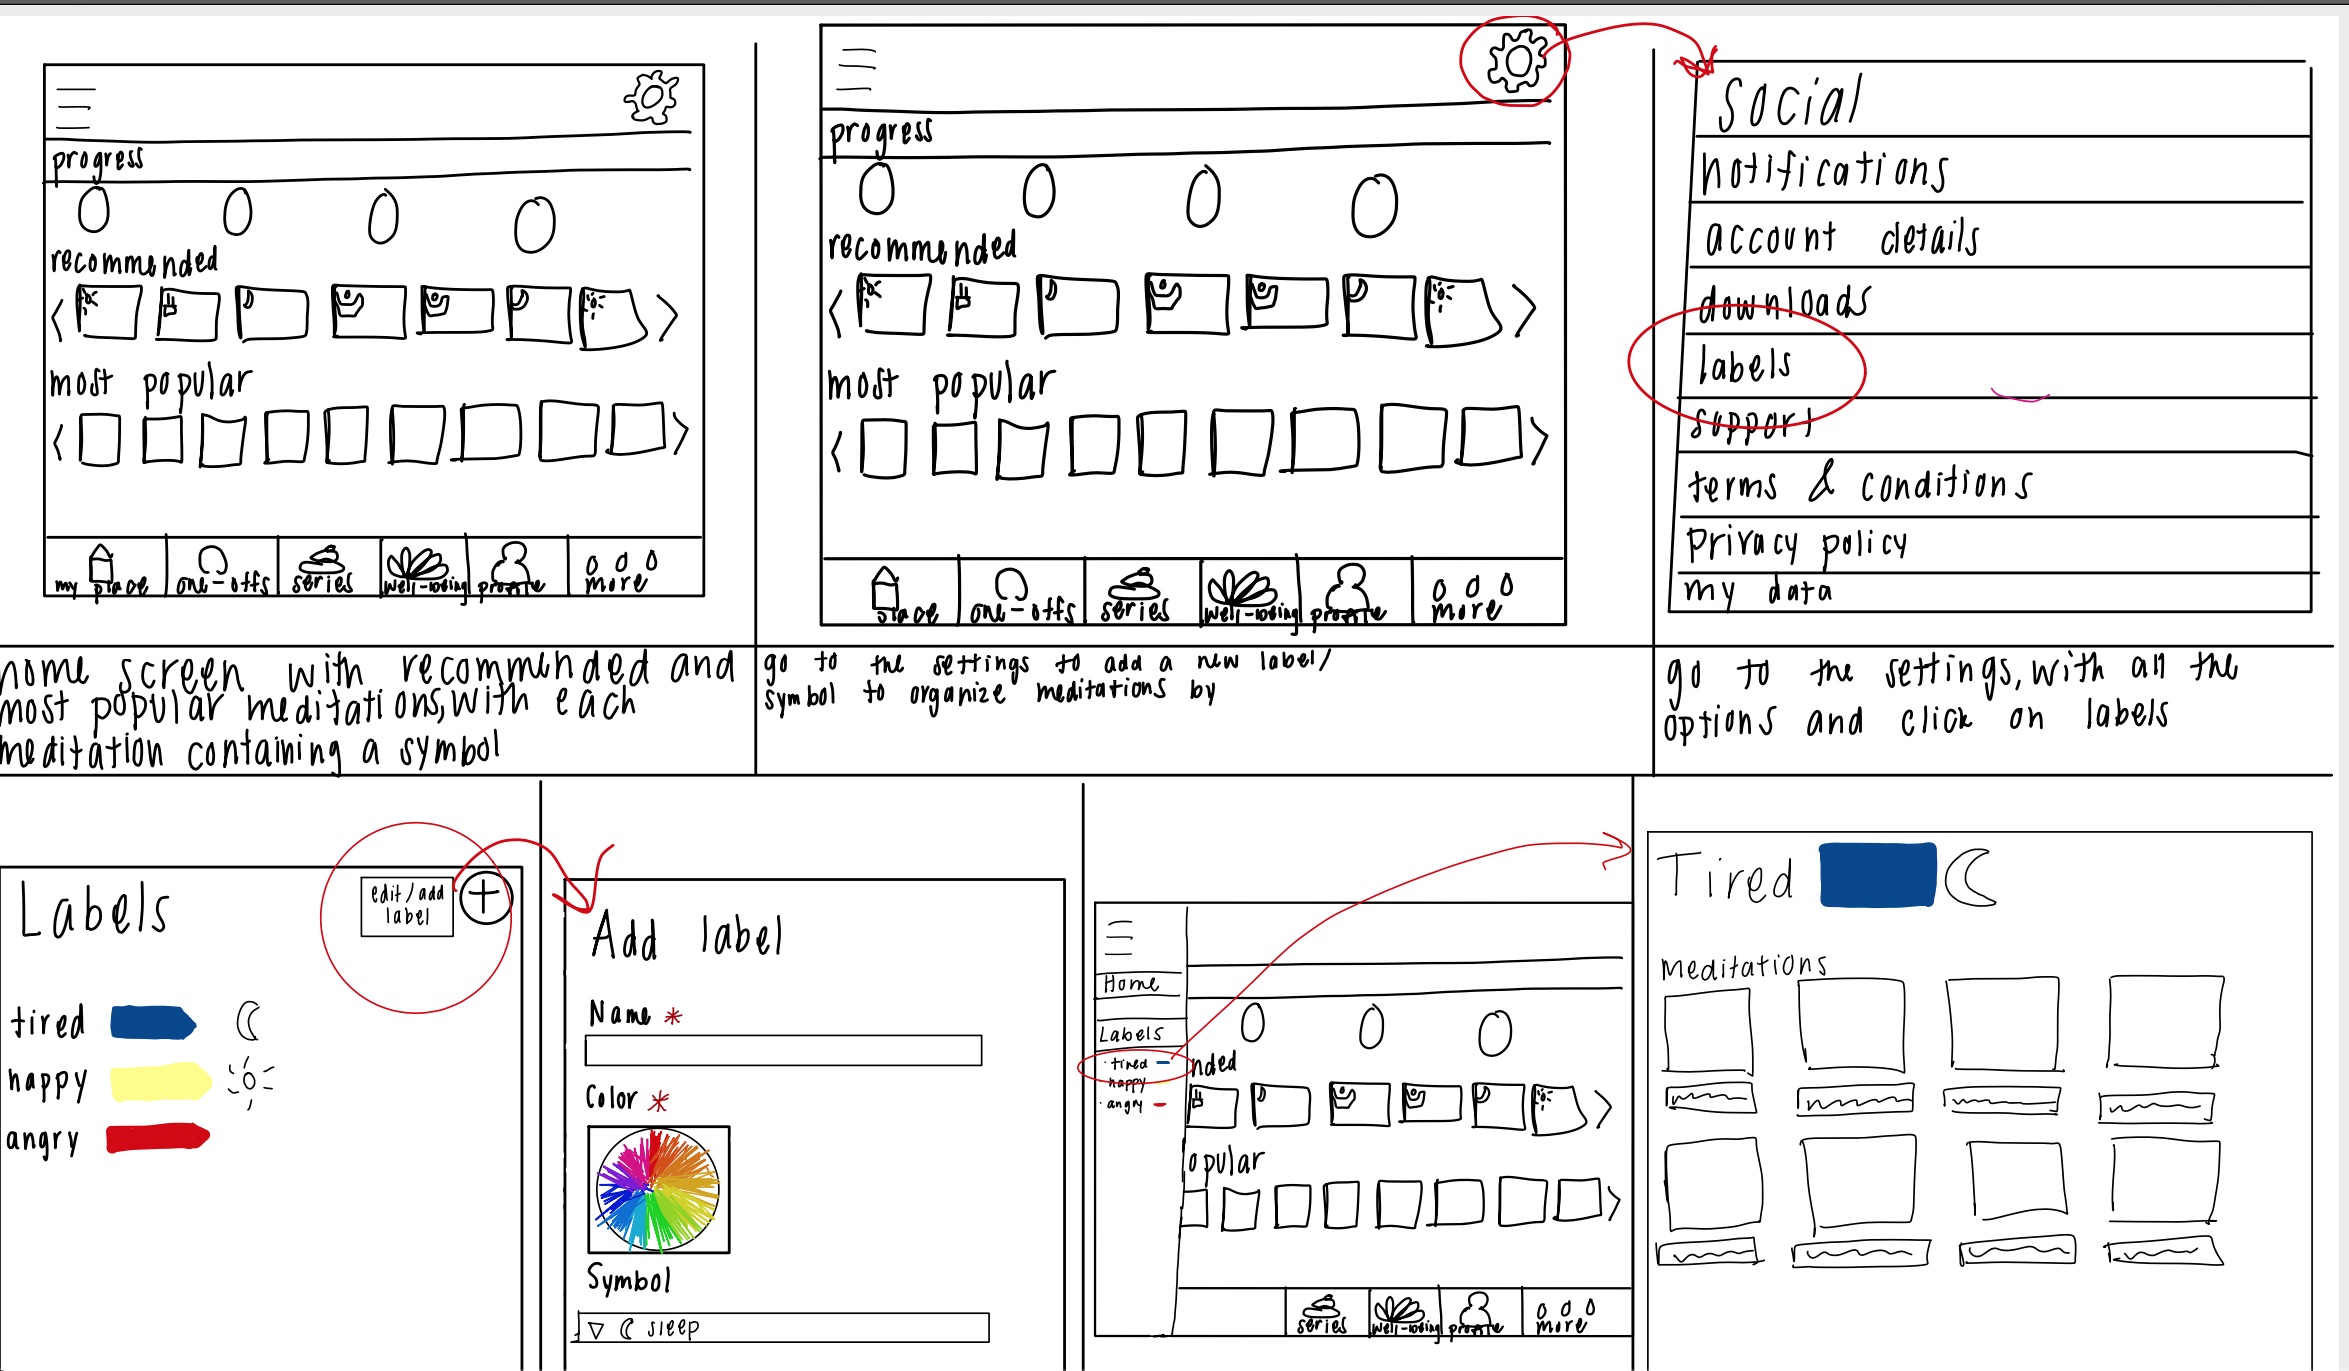 progress
recommended
most popular
my place
one-offs
series
well-being
profile
more
home screen with recommended and
most popular meditations, with each
meditation containing a symbol
progress
recommended
most popular
place
one-offs
series
well-being
profile
more
go to the settings to add a new label/
symbol to organize meditations by
social
notifications
account details
downloads
labels
support
terms & conditions
privacy policy
my data
go to the settings, with all the
options and click on labels
Labels
edit/add
label
tired
happy
angry
Add label
Name *
Color *
Symbol
sleep
Home
Labels
tired
happy
angry
nded
opular
series
well-being
profile
more
Tired
Meditations